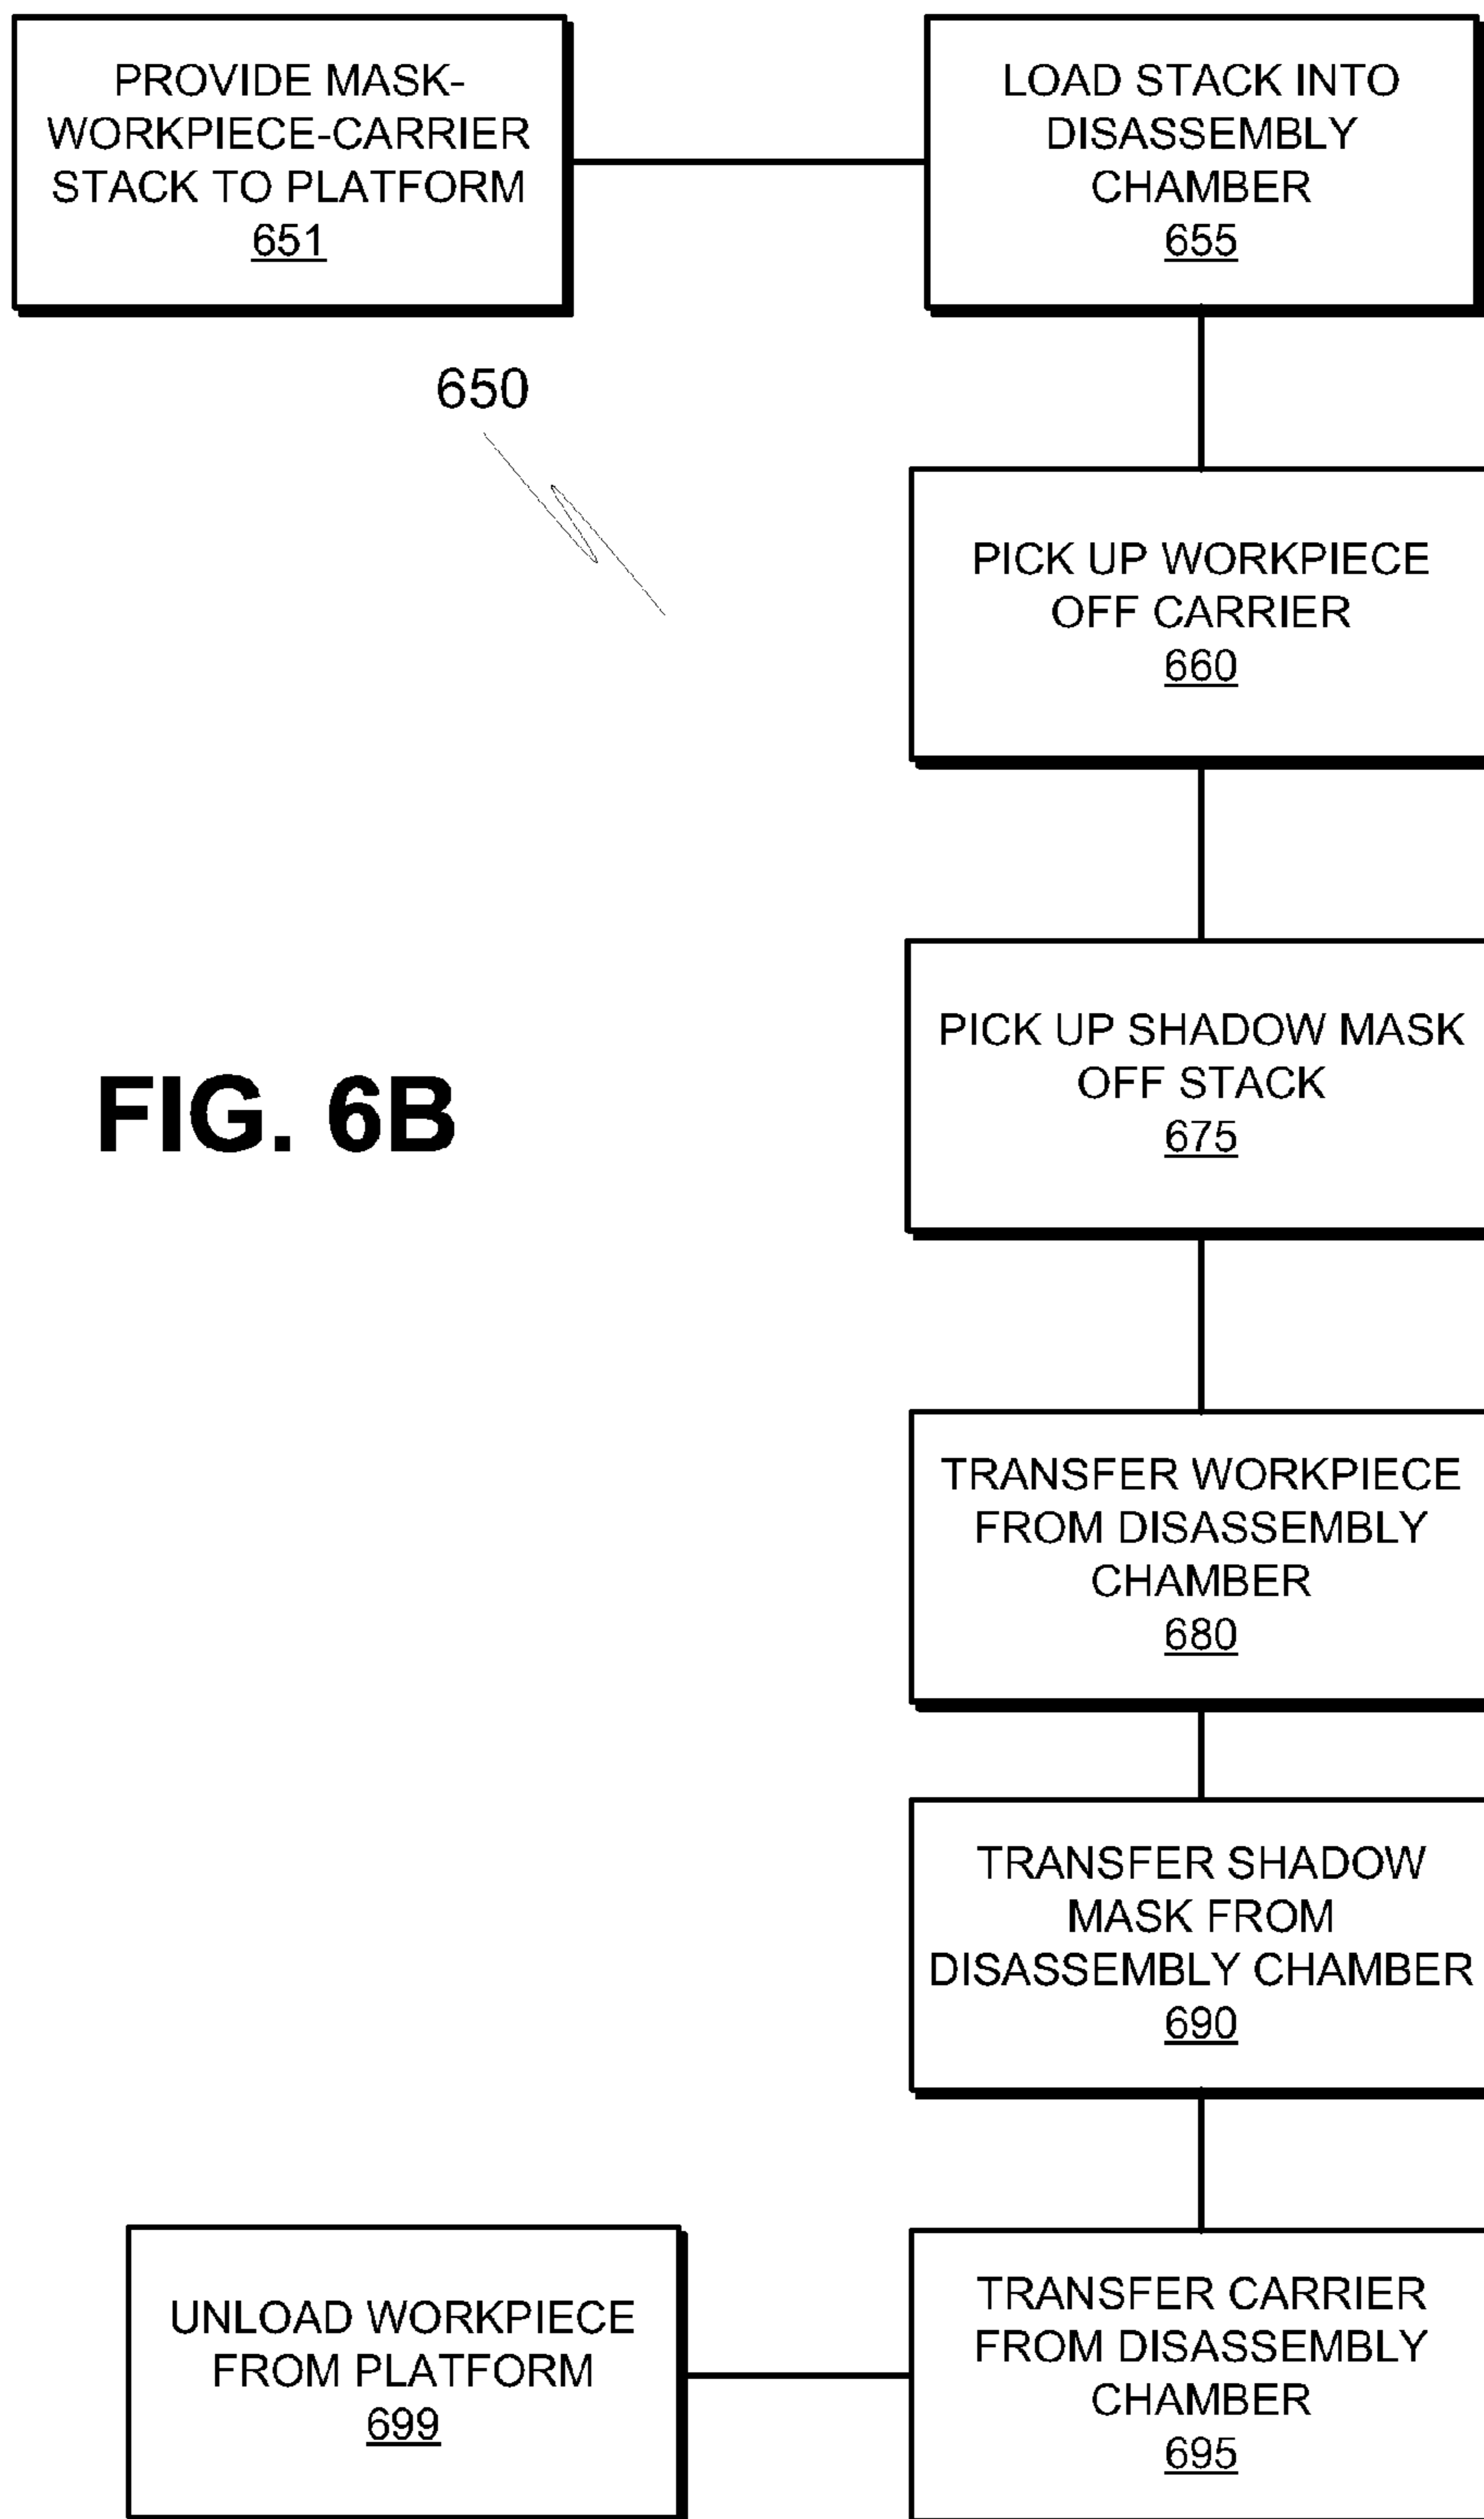 PROVIDE MASK-
WORKPIECE-CARRIER
STACK TO PLATFORM
651
LOAD STACK INTO
DISASSEMBLY
CHAMBER
655
650
PICK UP WORKPIECE
OFF CARRIER
660
PICK UP SHADOW MASK
OFF STACK
675
FIG. 6B
TRANSFER WORKPIECE
FROM DISASSEMBLY
CHAMBER
680
TRANSFER SHADOW
MASK FROM
DISASSEMBLY CHAMBER
690
TRANSFER CARRIER
FROM DISASSEMBLY
CHAMBER
695
UNLOAD WORKPIECE
FROM PLATFORM
699